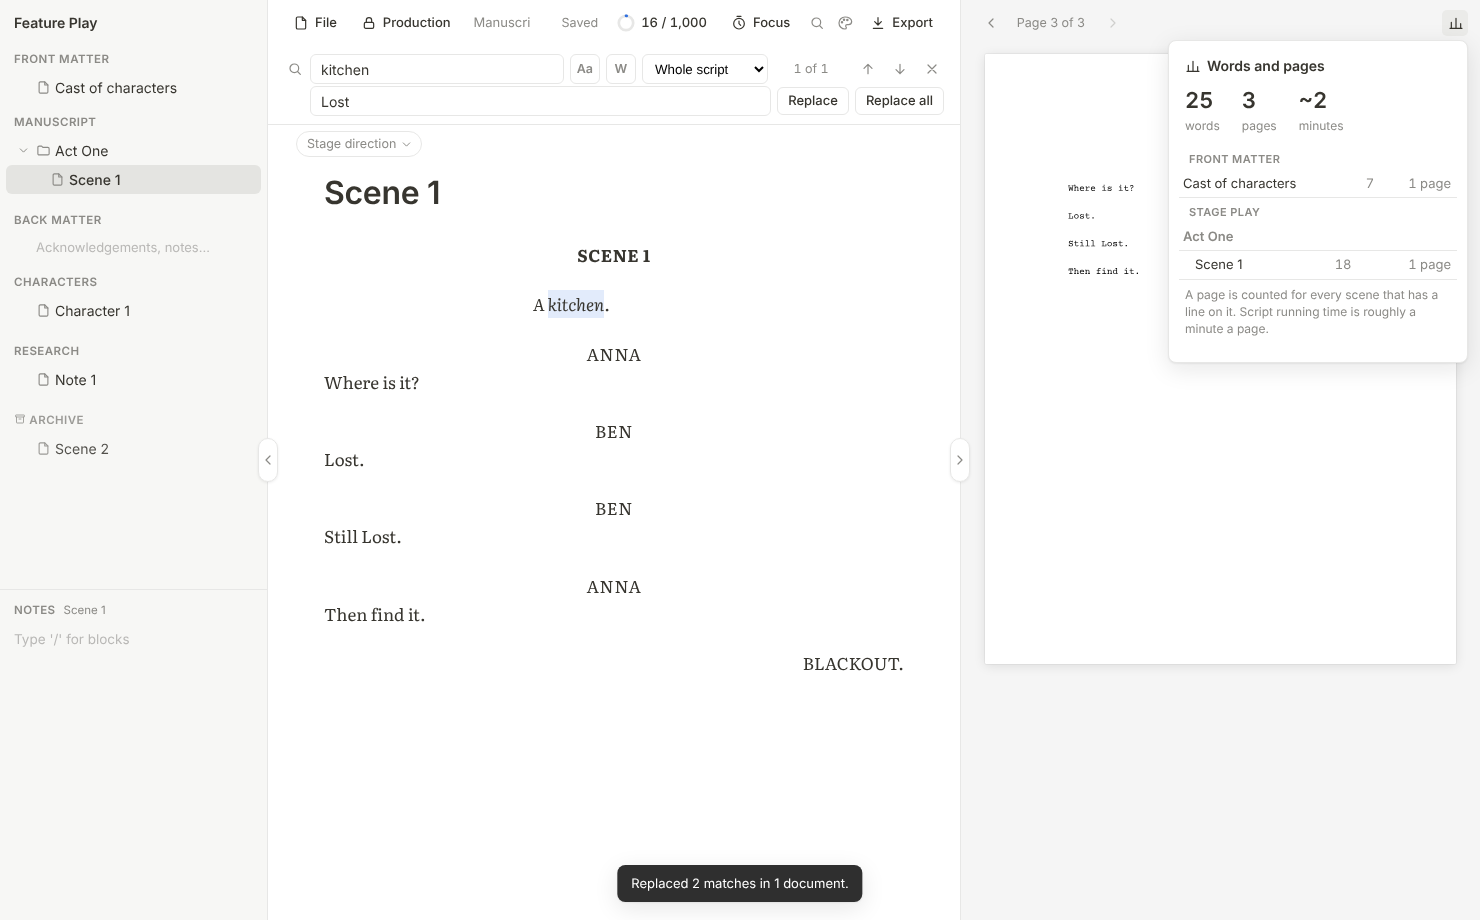 Feature Play
FRONT MATTER
Cast of characters
MANUSCRIPT
Act One
Scene 1
BACK MATTER
Acknowledgements, notes...
CHARACTERS
Character 1
RESEARCH
Note 1
ARCHIVE
Scene 2
NOTES Scene 1
Type '/' for blocks
File Production Manuscri Saved 16 / 1,000 Focus Export
kitchen Aa W Whole script 1 of 1
Lost Replace Replace all
Stage direction
Scene 1
SCENE 1
A kitchen.
ANNA
Where is it?
BEN
Lost.
BEN
Still Lost.
ANNA
Then find it.
BLACKOUT.
Replaced 2 matches in 1 document.
Page 3 of 3
Where is it?
Lost.
Still Lost.
Then find it.
Words and pages
25 3 ~2
words pages minutes
FRONT MATTER
Cast of characters 7 1 page
STAGE PLAY
Act One
Scene 1 18 1 page
A page is counted for every scene that has a
line on it. Script running time is roughly a
minute a page.